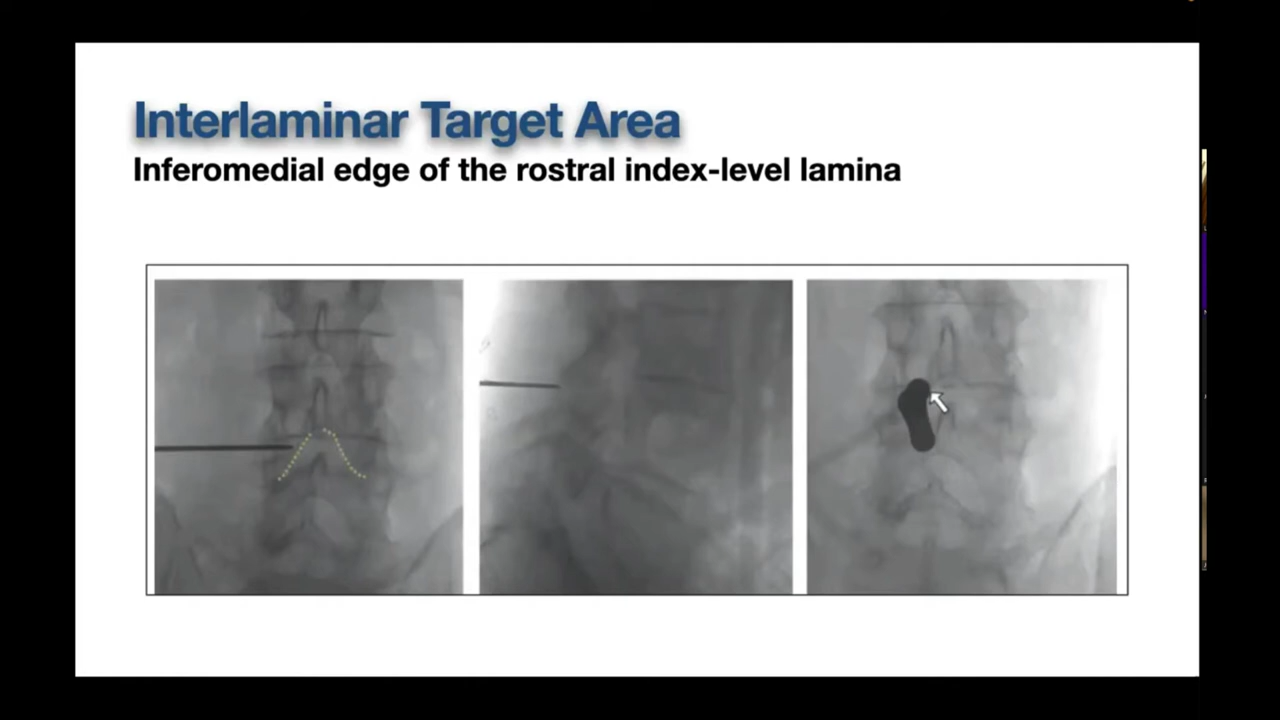 Interlaminar Target Area
Inferomedial edge of the rostral index-level lamina